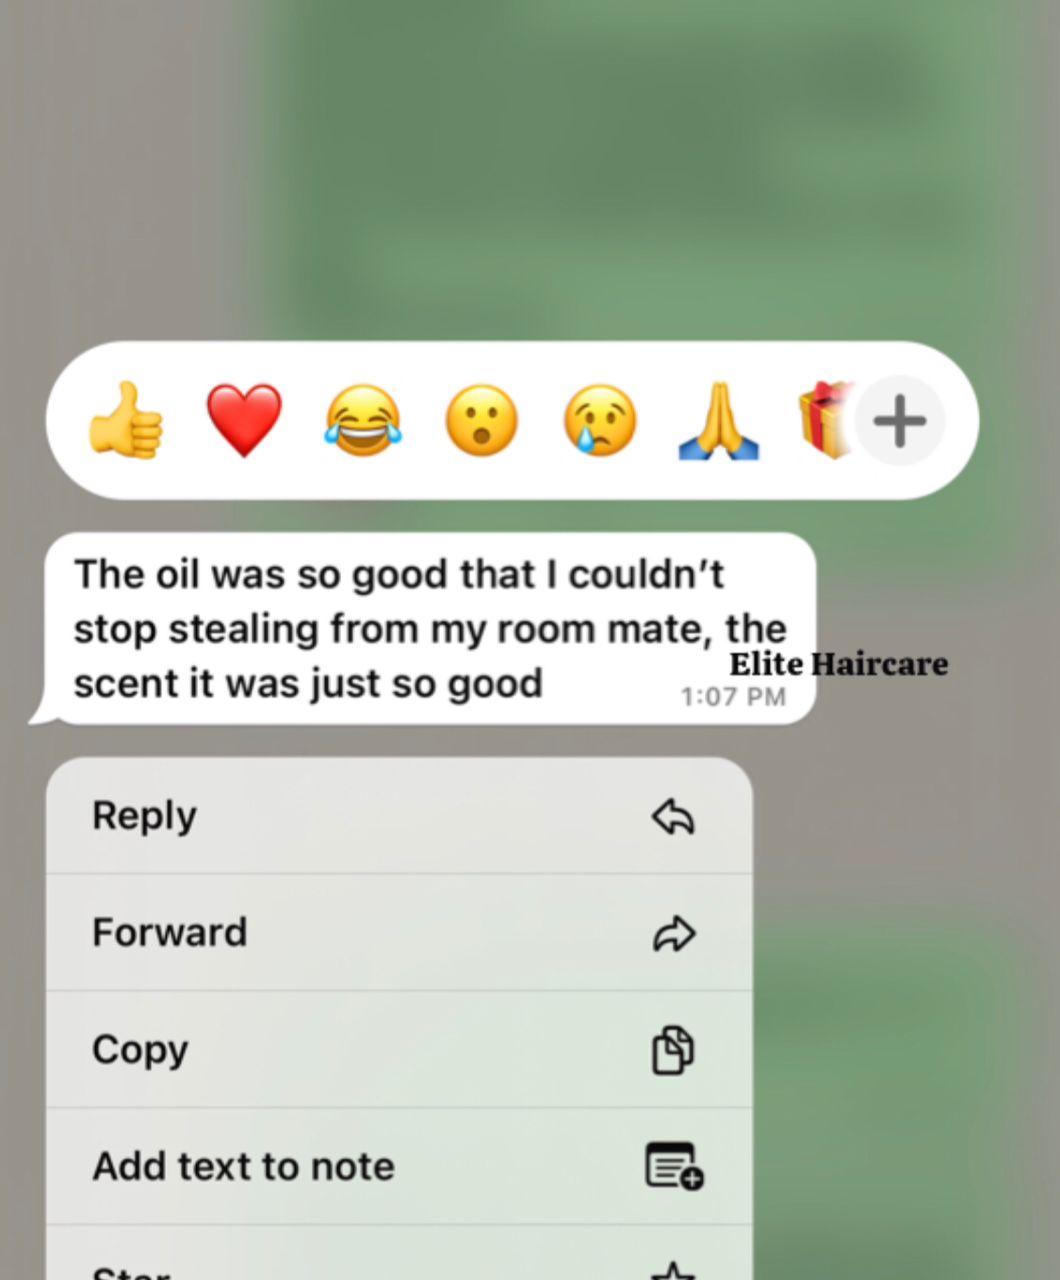 The oil was so good that I couldn’t
stop stealing from my room mate, the
scent it was just so good
Elite Haircare
1:07 PM
Reply
Forward
Copy
Add text to note
Star